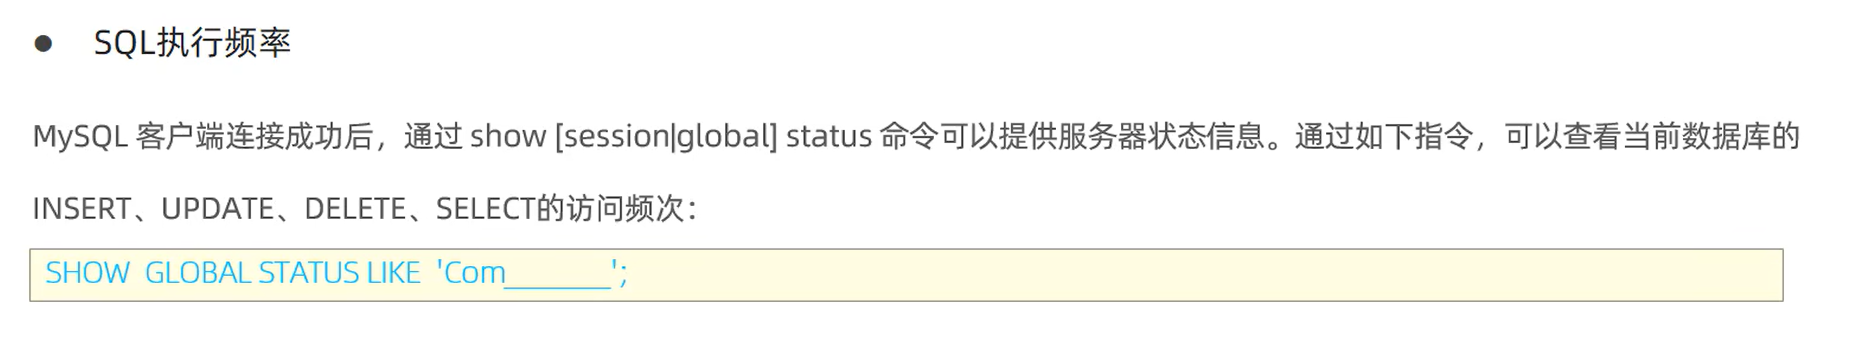 ● SQL执行频率
MySQL 客户端连接成功后，通过 show [session|global] status 命令可以提供服务器状态信息。通过如下指令，可以查看当前数据库的
INSERT、UPDATE、DELETE、SELECT的访问频次：
SHOW  GLOBAL STATUS LIKE  'Com_______';